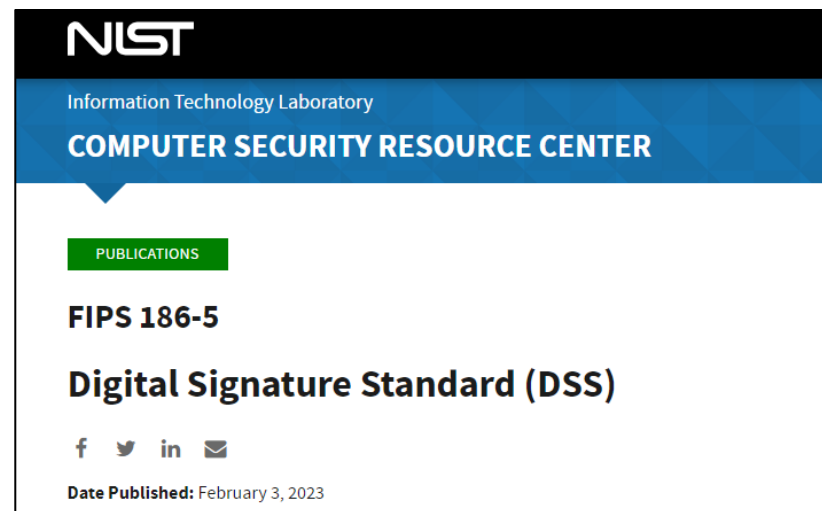 NIST
Information Technology Laboratory
COMPUTER SECURITY RESOURCE CENTER
PUBLICATIONS
FIPS 186-5
Digital Signature Standard (DSS)
Date Published: February 3, 2023